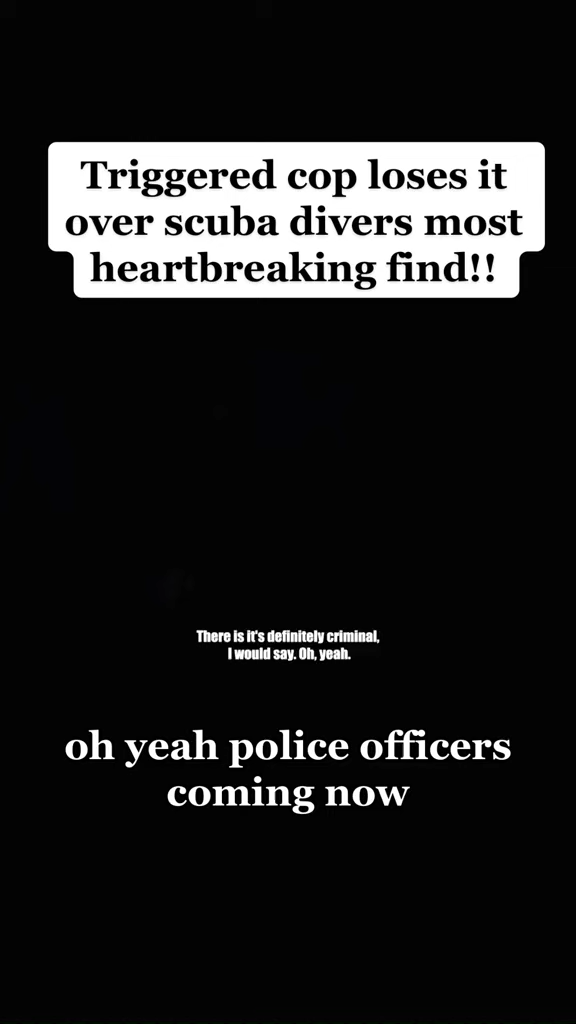 Triggered cop loses it
over scuba divers most
heartbreaking find!!
There is it's definitely criminal,
I would say. Oh, yeah.
oh yeah police officers
coming now